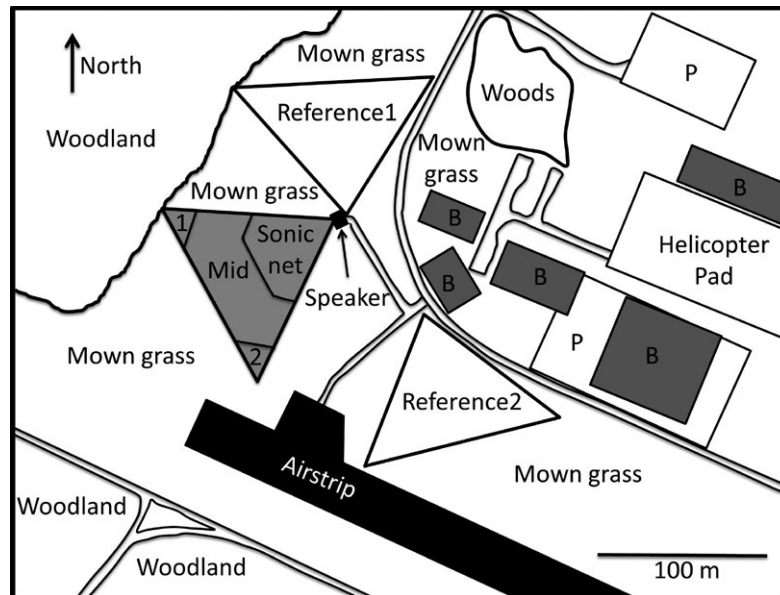 North
Mown grass
P
Woodland
Reference1
Woods
Mown
grass
Mown grass
B
B
1
Sonic
net
Mid
Speaker
Helicopter
Pad
B
B
2
Mown grass
P
B
Reference2
Airstrip
Mown grass
Woodland
Woodland
100 m